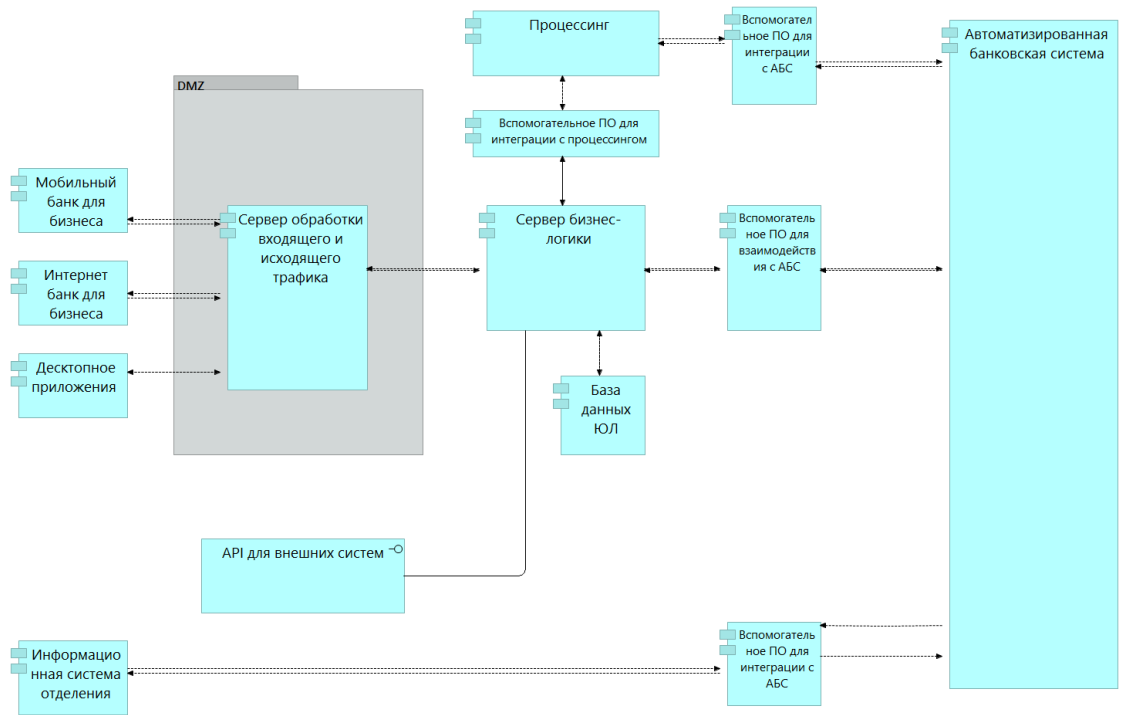 Процессинг
Вспомогател
ьное ПО для
интеграции
с АБС
Автоматизированная
банковская система
DMZ
Вспомогательное ПО для
интеграции с процессингом
Мобильный
банк для
бизнеса
Сервер обработки
входящего и
исходящего
трафика
Сервер бизнес-
логики
Вспомогатель
ное ПО для
взаимодейств
ия с АБС
Интернет
банк для
бизнеса
Десктопное
приложения
База
данных
ЮЛ
API для внешних систем
Информацио
нная система
отделения
Вспомогатель
ное ПО для
интеграции с
АБС